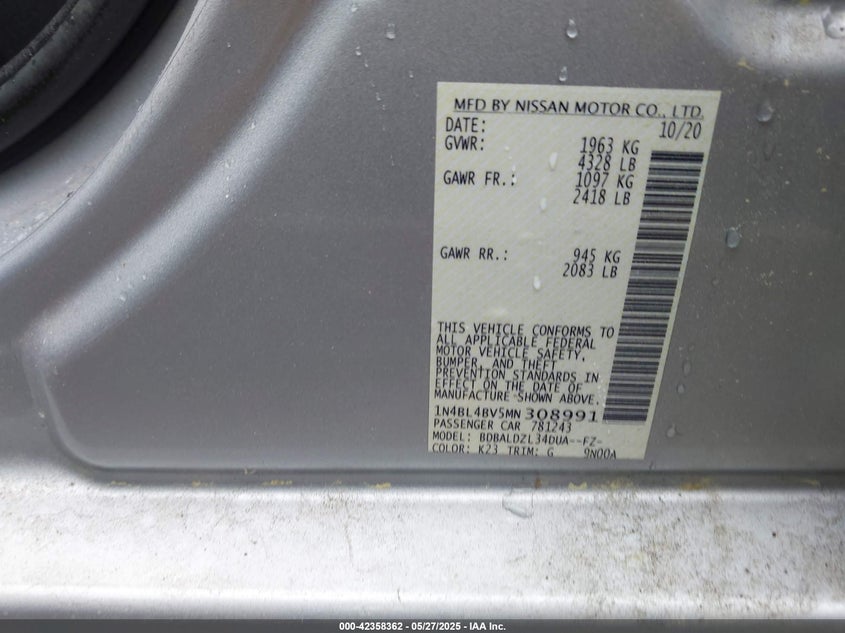 MFD BY NISSAN MOTOR CO., LTD.
DATE: 10/20
GVWR: 1963 KG
4328 LB
GAWR FR.: 1097 KG
2418 LB
GAWR RR.: 945 KG
2083 LB
THIS VEHICLE CONFORMS TO
ALL APPLICABLE FEDERAL
MOTOR VEHICLE SAFETY,
BUMPER, AND THEFT
PREVENTION STANDARDS IN
EFFECT ON THE DATE OF
MANUFACTURE SHOWN ABOVE.
1N4BL4BV5MN308991
PASSENGER CAR 781243
MODEL: BDBALDZL34DUA--FZ-
COLOR: K23 TRIM: G 9N00A
000-42358362 - 05/27/2025 - IAA Inc.